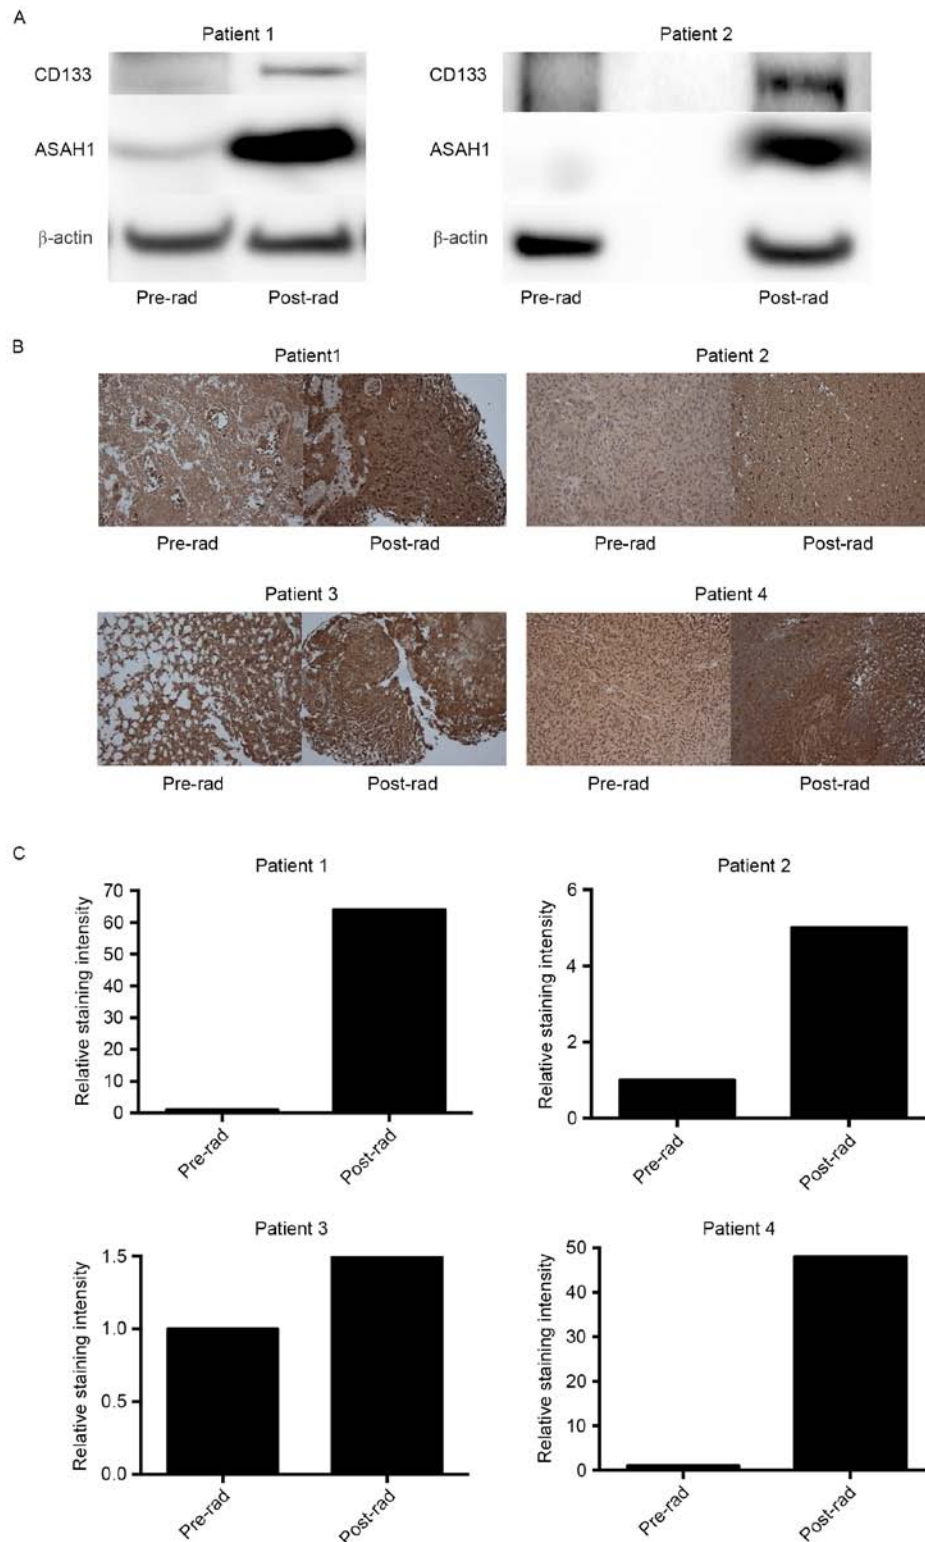 A
Patient 1
Patient 2
CD133
CD133
ASAH1
ASAH1
β-actin
β-actin
Pre-rad
Post-rad
Pre-rad
Post-rad
B
Patient1
Patient 2
Pre-rad
Post-rad
Pre-rad
Post-rad
Patient 3
Patient 4
Pre-rad
Post-rad
Pre-rad
Post-rad
C
Patient 1
Relative staining intensity
70
60
50
40
30
20
10
0
Pre-rad
Post-rad
Patient 2
Relative staining intensity
6
4
2
0
Pre-rad
Post-rad
Patient 3
Relative staining intensity
1.5
1.0
0.5
0.0
Pre-rad
Post-rad
Patient 4
Relative staining intensity
50
40
30
20
10
0
Pre-rad
Post-rad